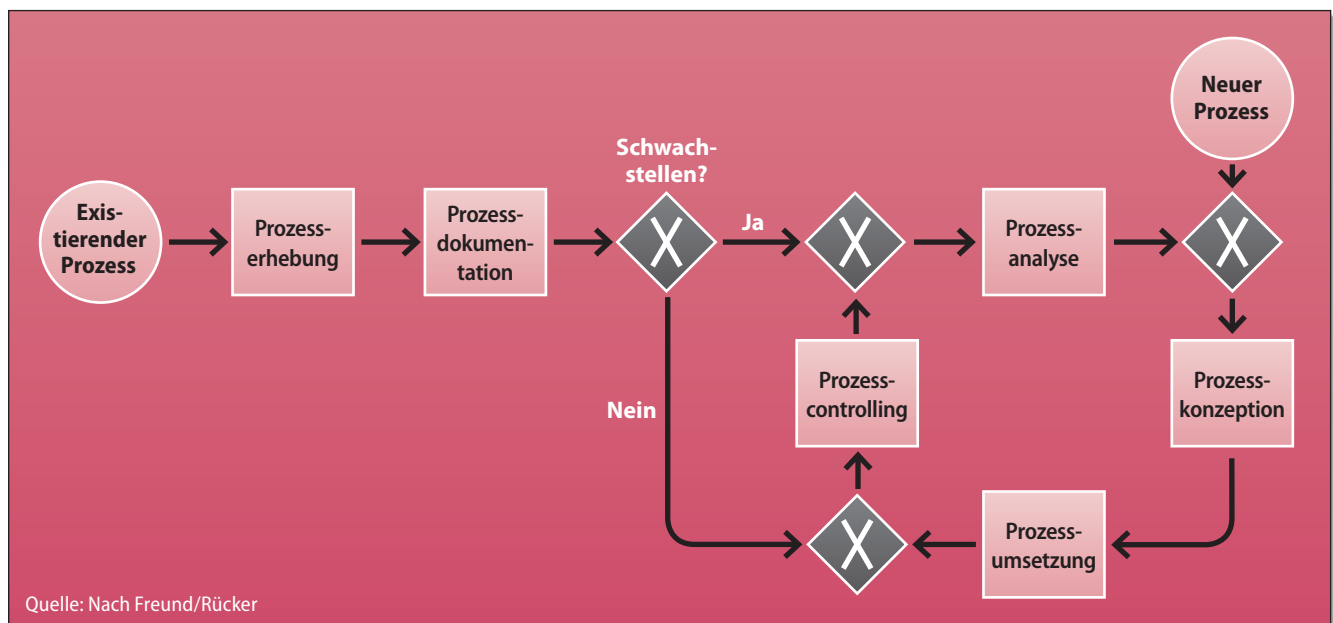 Neuer
Prozess
Schwach-
stellen?
Exis-
tierender
Prozess
Prozess-
erhebung
Prozess-
dokumen-
tation
X
Ja
X
Prozess-
analyse
X
Nein
Prozess-
controlling
Prozess-
konzeption
X
Prozess-
umsetzung
Quelle: Nach Freund/Rücker